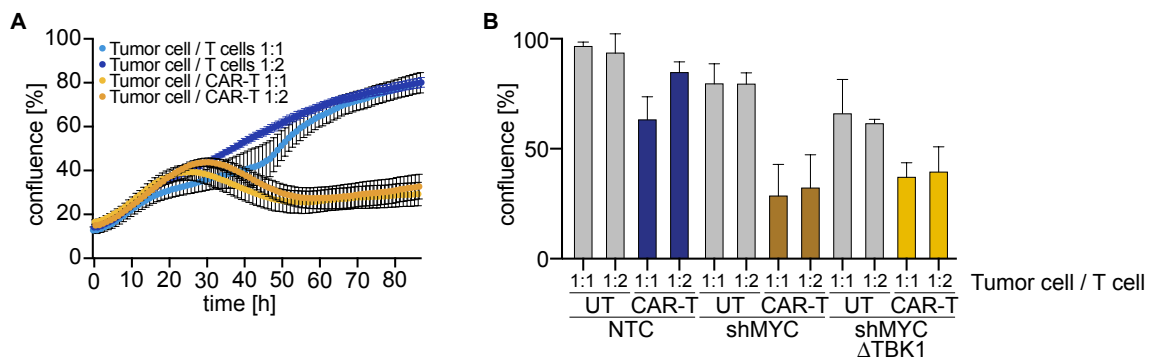 A
confluence [%]
100
80
60
40
20
0
Tumor cell / T cells 1:1
Tumor cell / T cells 1:2
Tumor cell / CAR-T 1:1
Tumor cell / CAR-T 1:2
0 10 20 30 40 50 60 70 80
time [h]
B
confluence [%]
100
50
0
1:1 1:2 1:1 1:2 1:1 1:2 1:1 1:2 1:1 1:2 1:1 1:2 Tumor cell / T cell
UT CAR-T UT CAR-T UT CAR-T
NTC shMYC shMYC
ΔTBK1